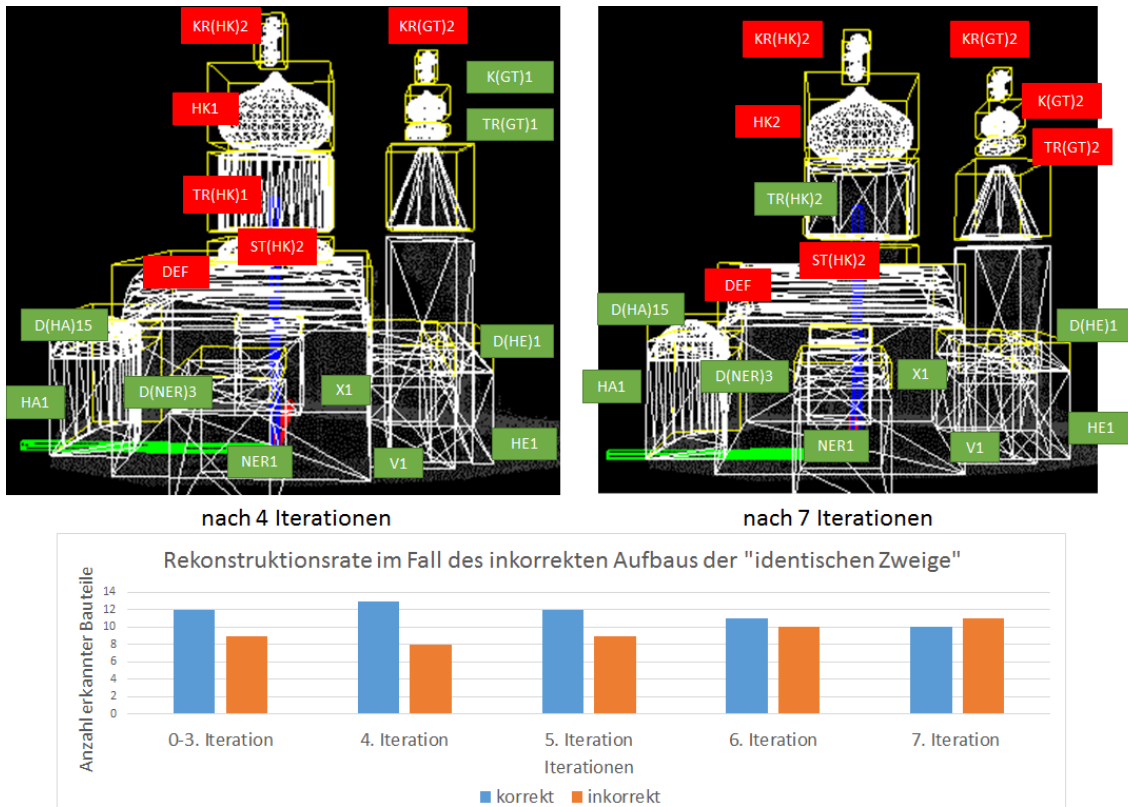 KR(HK)2
KR(GT)2
K(GT)1
HK1
TR(GT)1
TR(HK)1
ST(HK)2
DEF
D(HA)15
D(HE)1
D(NER)3
X1
HA1
HE1
NER1
V1
nach 4 Iterationen
KR(HK)2
KR(GT)2
K(GT)2
HK2
TR(GT)2
TR(HK)2
ST(HK)2
DEF
D(HA)15
D(HE)1
D(NER)3
X1
HA1
HE1
NER1
V1
nach 7 Iterationen
Rekonstruktionsrate im Fall des inkorrekten Aufbaus der "identischen Zweige"
Anzahl erkannter Bauteile
14
12
10
8
6
4
2
0
0-3. Iteration
4. Iteration
5. Iteration
6. Iteration
7. Iteration
Iterationen
korrekt
inkorrekt